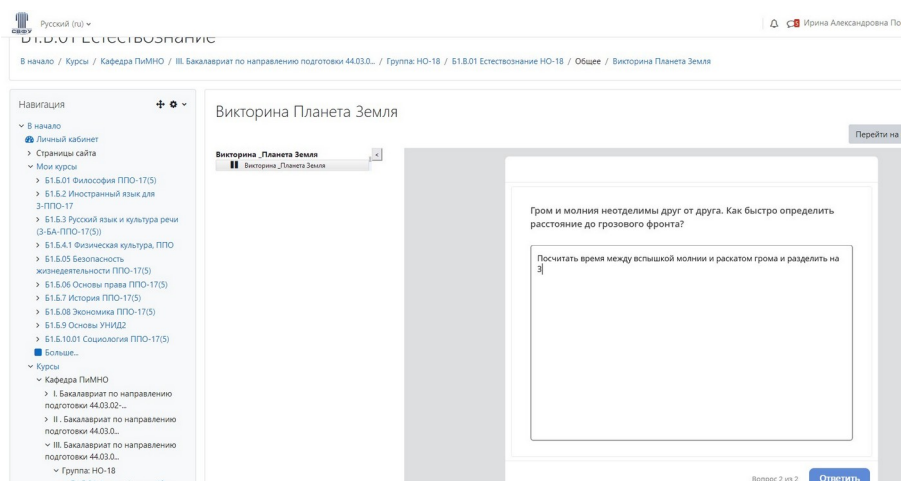 СВФУ
Русский (ru)
Ирина Александровна По
Б1.В.01 Естествознание
В начало / Курсы / Кафедра ПиМНО / III. Бакалавриат по направлению подготовки 44.03.0... / Группа: НО-18 / Б1.В.01 Естествознание НО-18 / Общее / Викторина Планета Земля
Навигация
В начало
Личный кабинет
Страницы сайта
Мои курсы
Б1.Б.01 Философия ППО-17(5)
Б1.Б.2 Иностранный язык для
З-ППО-17
Б1.Б.3 Русский язык и культура речи
(З-БА-ППО-17(5))
Б1.Б.4.1 Физическая культура, ППО
Б1.Б.05 Безопасность
жизнедеятельности ППО-17(5)
Б1.Б.06 Основы права ППО-17(5)
Б1.Б.7 История ППО-17(5)
Б1.Б.08 Экономика ППО-17(5)
Б1.Б.9 Основы УНИД2
Б1.Б.10.01 Социология ППО-17(5)
Больше...
Курсы
Кафедра ПиМНО
I. Бакалавриат по направлению
подготовки 44.03.02-...
II . Бакалавриат по направлению
подготовки 44.03.0...
III. Бакалавриат по направлению
подготовки 44.03.0...
Группа: НО-18
Викторина Планета Земля
Перейти на
Викторина _Планета Земля
<
Викторина _Планета Земля
Гром и молния неотделимы друг от друга. Как быстро определить
расстояние до грозового фронта?
Посчитать время между вспышкой молнии и раскатом грома и разделить на
3
Вопрос 2 из 2
Ответить